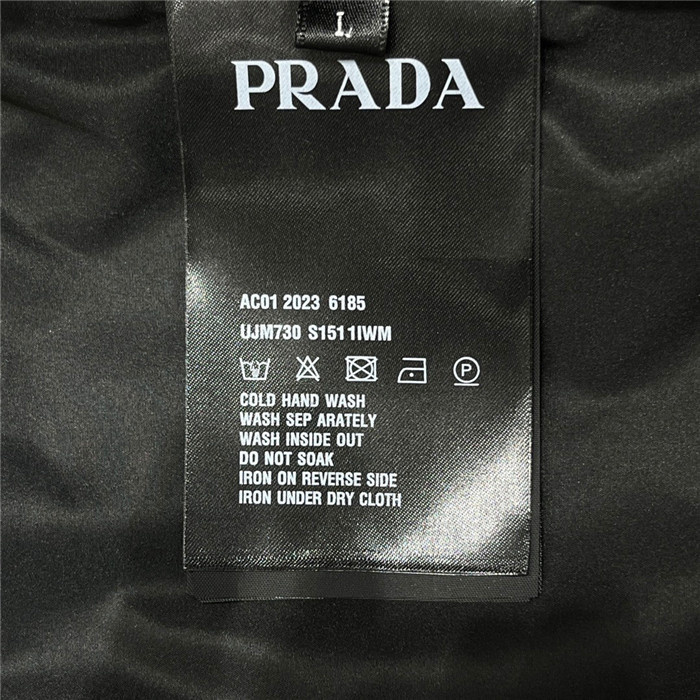 L
PRADA
AC01 2023 6185
UJM730 S1511IWM
P
COLD HAND WASH
WASH SEP ARATELY
WASH INSIDE OUT
DO NOT SOAK
IRON ON REVERSE SIDE
IRON UNDER DRY CLOTH